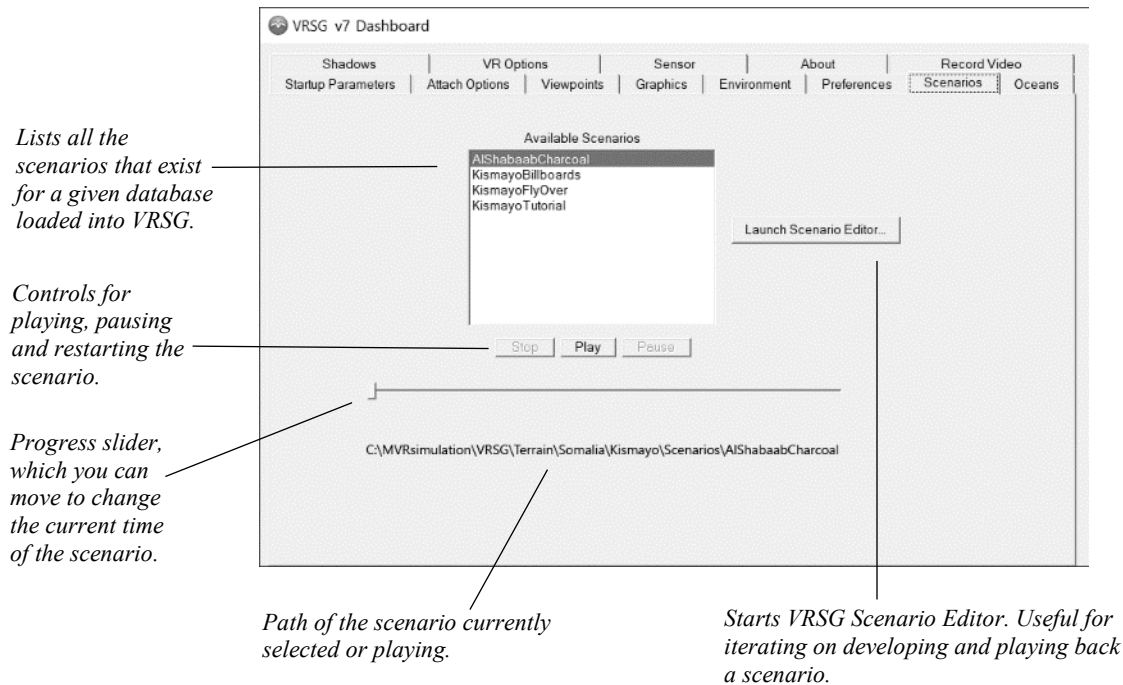 VRSG v7 Dashboard
Shadows VR Options Sensor About Record Video
Startup Parameters Attach Options Viewpoints Graphics Environment Preferences Scenarios Oceans
Lists all the
scenarios that exist
for a given database
loaded into VRSG.
Available Scenarios
AlShabaabCharcoal
KismayoBillboards
KismayoFlyOver
KismayoTutorial
Launch Scenario Editor...
Controls for
playing, pausing
and restarting the
scenario.
Stop Play Pause
Progress slider,
which you can
move to change
the current time
of the scenario.
C:\MVRsimulation\VRSG\Terrain\Somalia\Kismayo\Scenarios\AlShabaabCharcoal
Path of the scenario currently
selected or playing.
Starts VRSG Scenario Editor. Useful for
iterating on developing and playing back
a scenario.